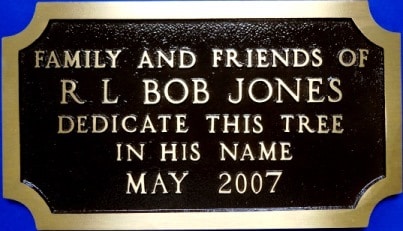 FAMILY AND FRIENDS OF
R L BOB JONES
DEDICATE THIS TREE
IN HIS NAME
MAY 2007